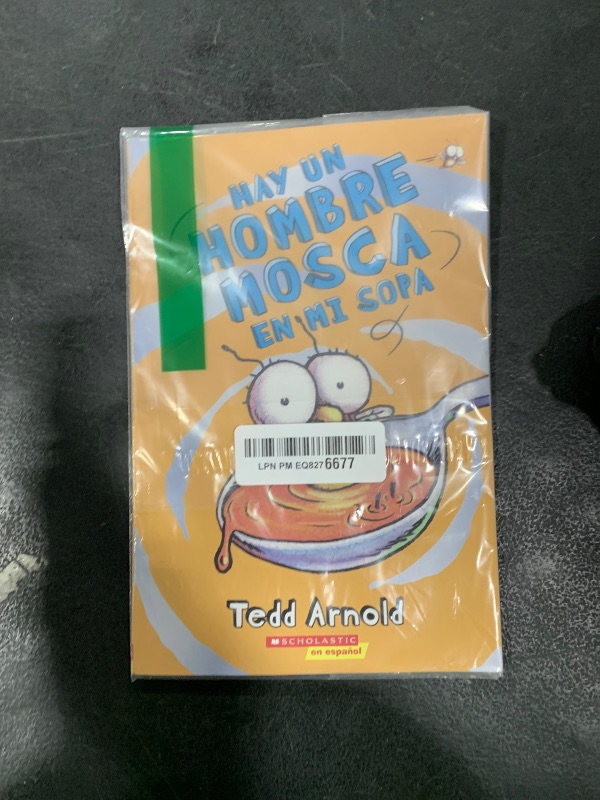 HAY UN
HOMBRE
MOSCA
EN MI SOPA
LPN PM EQ8276677
Tedd Arnold
SCHOLASTIC
en español